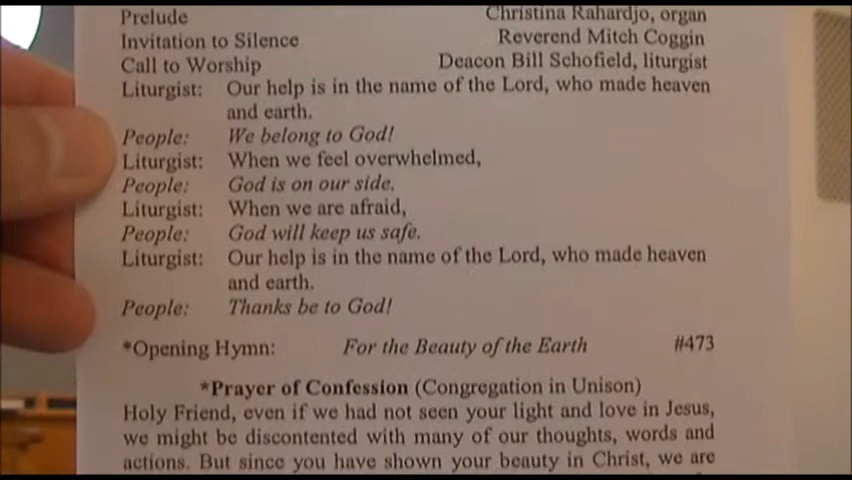 Prelude Christina Rahardjo, organ
Invitation to Silence Reverend Mitch Coggin
Call to Worship Deacon Bill Schofield, liturgist
Liturgist: Our help is in the name of the Lord, who made heaven
and earth.
People: We belong to God!
Liturgist: When we feel overwhelmed,
People: God is on our side.
Liturgist: When we are afraid,
People: God will keep us safe.
Liturgist: Our help is in the name of the Lord, who made heaven
and earth.
People: Thanks be to God!
*Opening Hymn: For the Beauty of the Earth #473
*Prayer of Confession (Congregation in Unison)
Holy Friend, even if we had not seen your light and love in Jesus,
we might be discontented with many of our thoughts, words and
actions. But since you have shown your beauty in Christ, we are